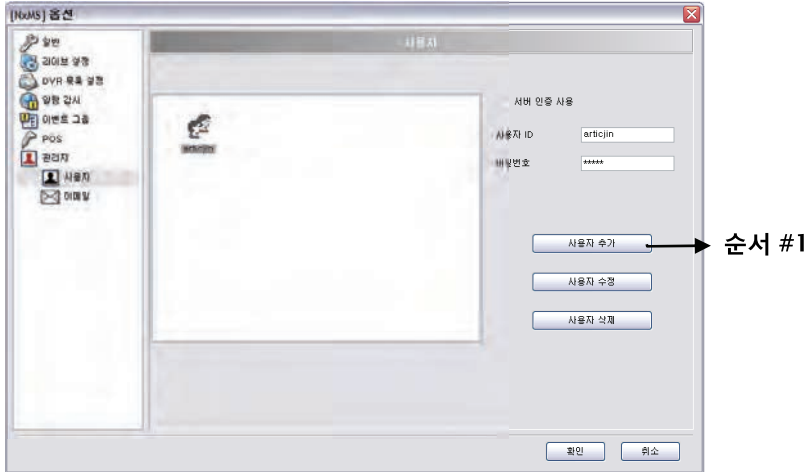 [NxMS] 옵션
일반
라이브 설정
DVR 목록 설정
알람 감시
이벤트 그룹
POS
관리자
사용자
이메일
사용자
articjin
서버 인증 사용
사용자 ID articjin
비밀번호 *****
사용자 추가
순서 #1
사용자 수정
사용자 삭제
확인 취소